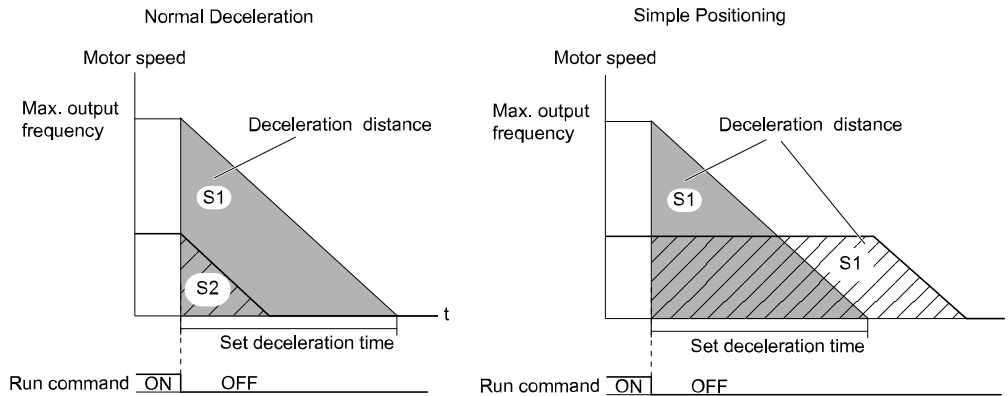 Normal Deceleration
Motor speed
Max. output
frequency
Deceleration distance
S1
S2
t
Set deceleration time
Run command ON OFF
Simple Positioning
Motor speed
Max. output
frequency
Deceleration distance
S1
S1
Set deceleration time
Run command ON OFF